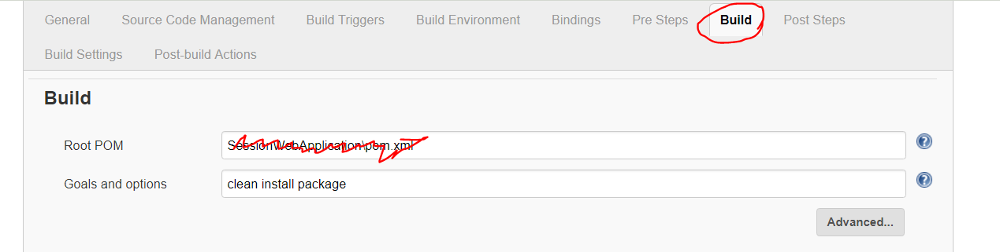 General Source Code Management Build Triggers Build Environment Bindings Pre Steps Build Post Steps
Build Settings Post-build Actions
Build
Root POM SessionWebApplication\pom.xml ?
Goals and options clean install package ?
Advanced...